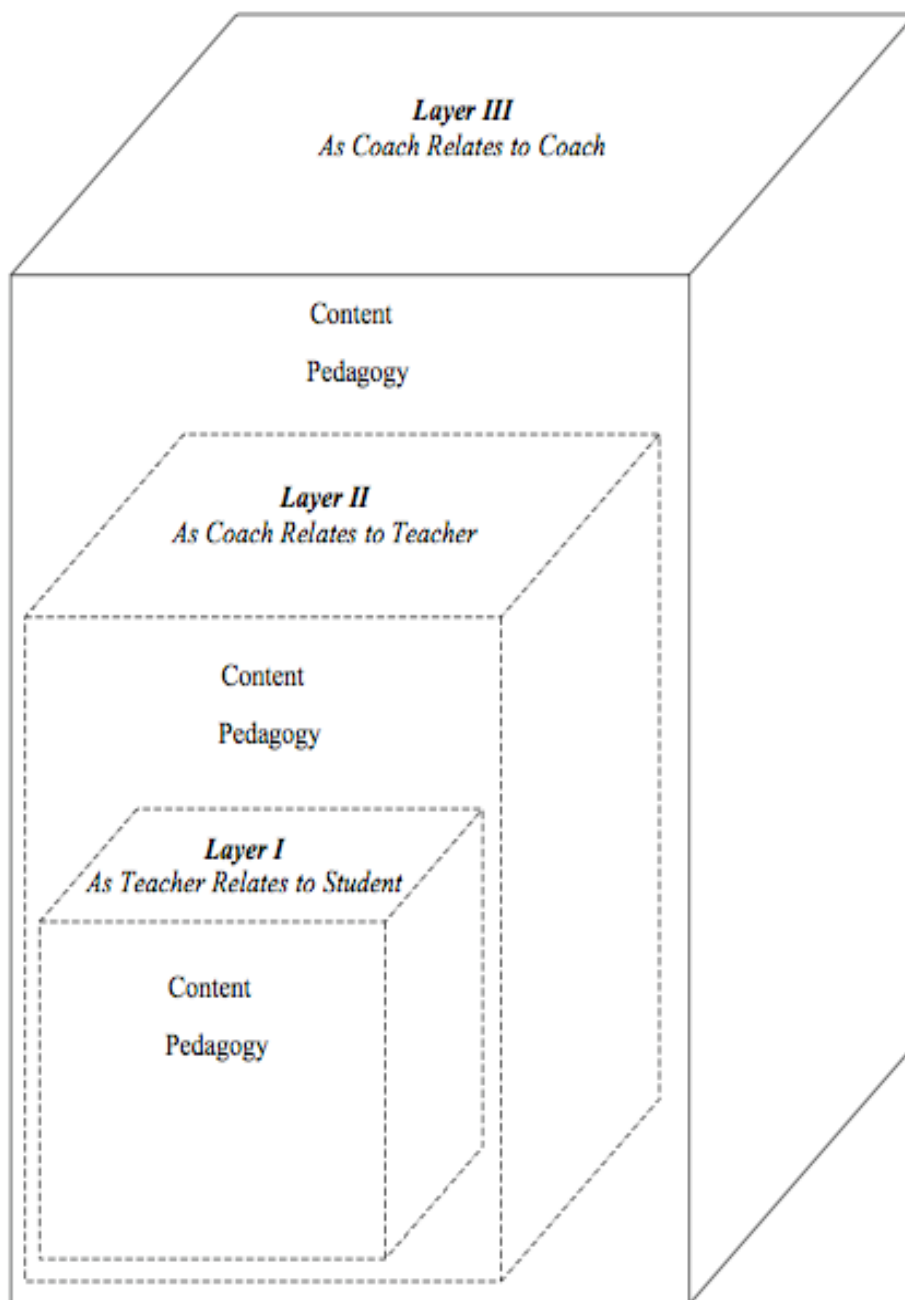 Layer III
As Coach Relates to Coach
Content
Pedagogy
Layer II
As Coach Relates to Teacher
Content
Pedagogy
Layer I
As Teacher Relates to Student
Content
Pedagogy